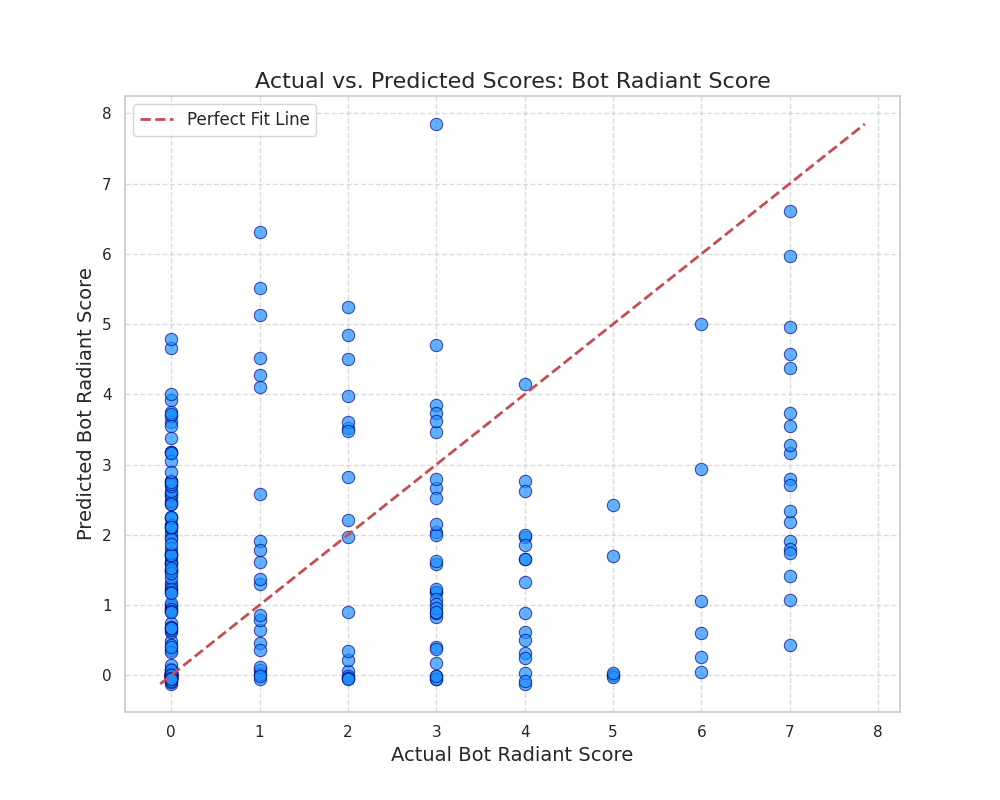 Actual vs. Predicted Scores: Bot Radiant Score
Perfect Fit Line
Predicted Bot Radiant Score
8
7
6
5
4
3
2
1
0
0 1 2 3 4 5 6 7 8
Actual Bot Radiant Score